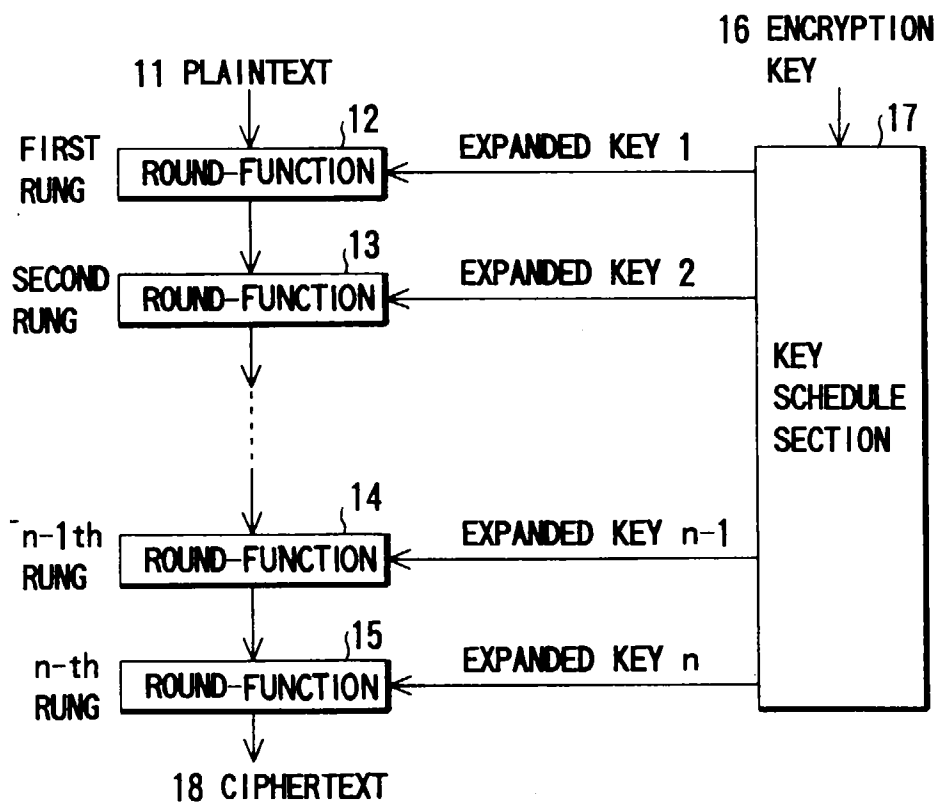 16 ENCRYPTION
KEY
11 PLAINTEXT
12
17
FIRST
RUNG
ROUND-FUNCTION
EXPANDED KEY 1
13
SECOND
RUNG
ROUND-FUNCTION
EXPANDED KEY 2
KEY
SCHEDULE
SECTION
14
n-1th
RUNG
ROUND-FUNCTION
EXPANDED KEY n-1
15
n-th
RUNG
ROUND-FUNCTION
EXPANDED KEY n
18 CIPHERTEXT